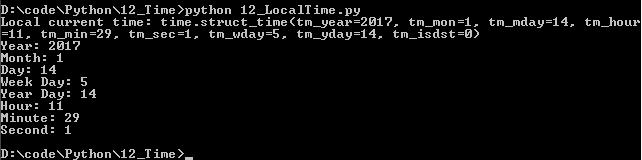 D:\code\Python\12_Time>python 12_LocalTime.py
Local current time: time.struct_time(tm_year=2017, tm_mon=1, tm_mday=14, tm_hour
=11, tm_min=29, tm_sec=1, tm_wday=5, tm_yday=14, tm_isdst=0)
Year: 2017
Month: 1
Day: 14
Week Day: 5
Year Day: 14
Hour: 11
Minute: 29
Second: 1
D:\code\Python\12_Time>_